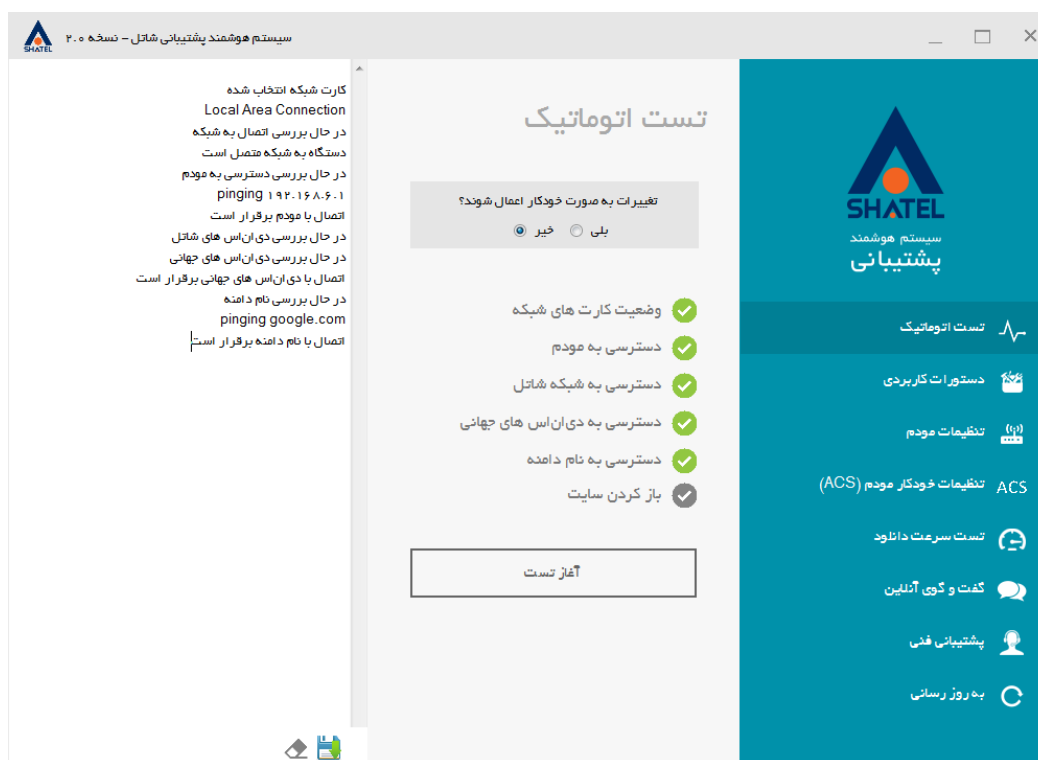 سیستم هوشمند پشتیبانی شاتل - نسخه ۲.۰
SHATEL
کارت شبکه انتخاب شده
Local Area Connection
در حال بررسی اتصال به شبکه
دستگاه به شبکه متصل است
در حال بررسی دسترسی به مودم
pinging ۱۹۲.۱۶۸.۶.۱
اتصال با مودم برقرار است
در حال بررسی دی ان‌اس های شاتل
در حال بررسی دی ان‌اس های جهانی
اتصال با دی ان‌اس های جهانی برقرار است
در حال بررسی نام دامنه
pinging google.com
اتصال با نام دامنه برقرار است
تست اتوماتیک
تغییرات به صورت خودکار اعمال شوند؟
بلی
خیر
وضعیت کارت های شبکه
دسترسی به مودم
دسترسی به شبکه شاتل
دسترسی به دی‌ان‌اس های جهانی
دسترسی به نام دامنه
باز کردن سایت
آغاز تست
SHATEL
سیستم هوشمند
پشتیبانی
تست اتوماتیک
دستورات کاربردی
تنظیمات مودم
ACS تنظیمات خودکار مودم (ACS)
تست سرعت دانلود
گفت و گوی آنلاین
پشتیبانی فنی
به روز رسانی